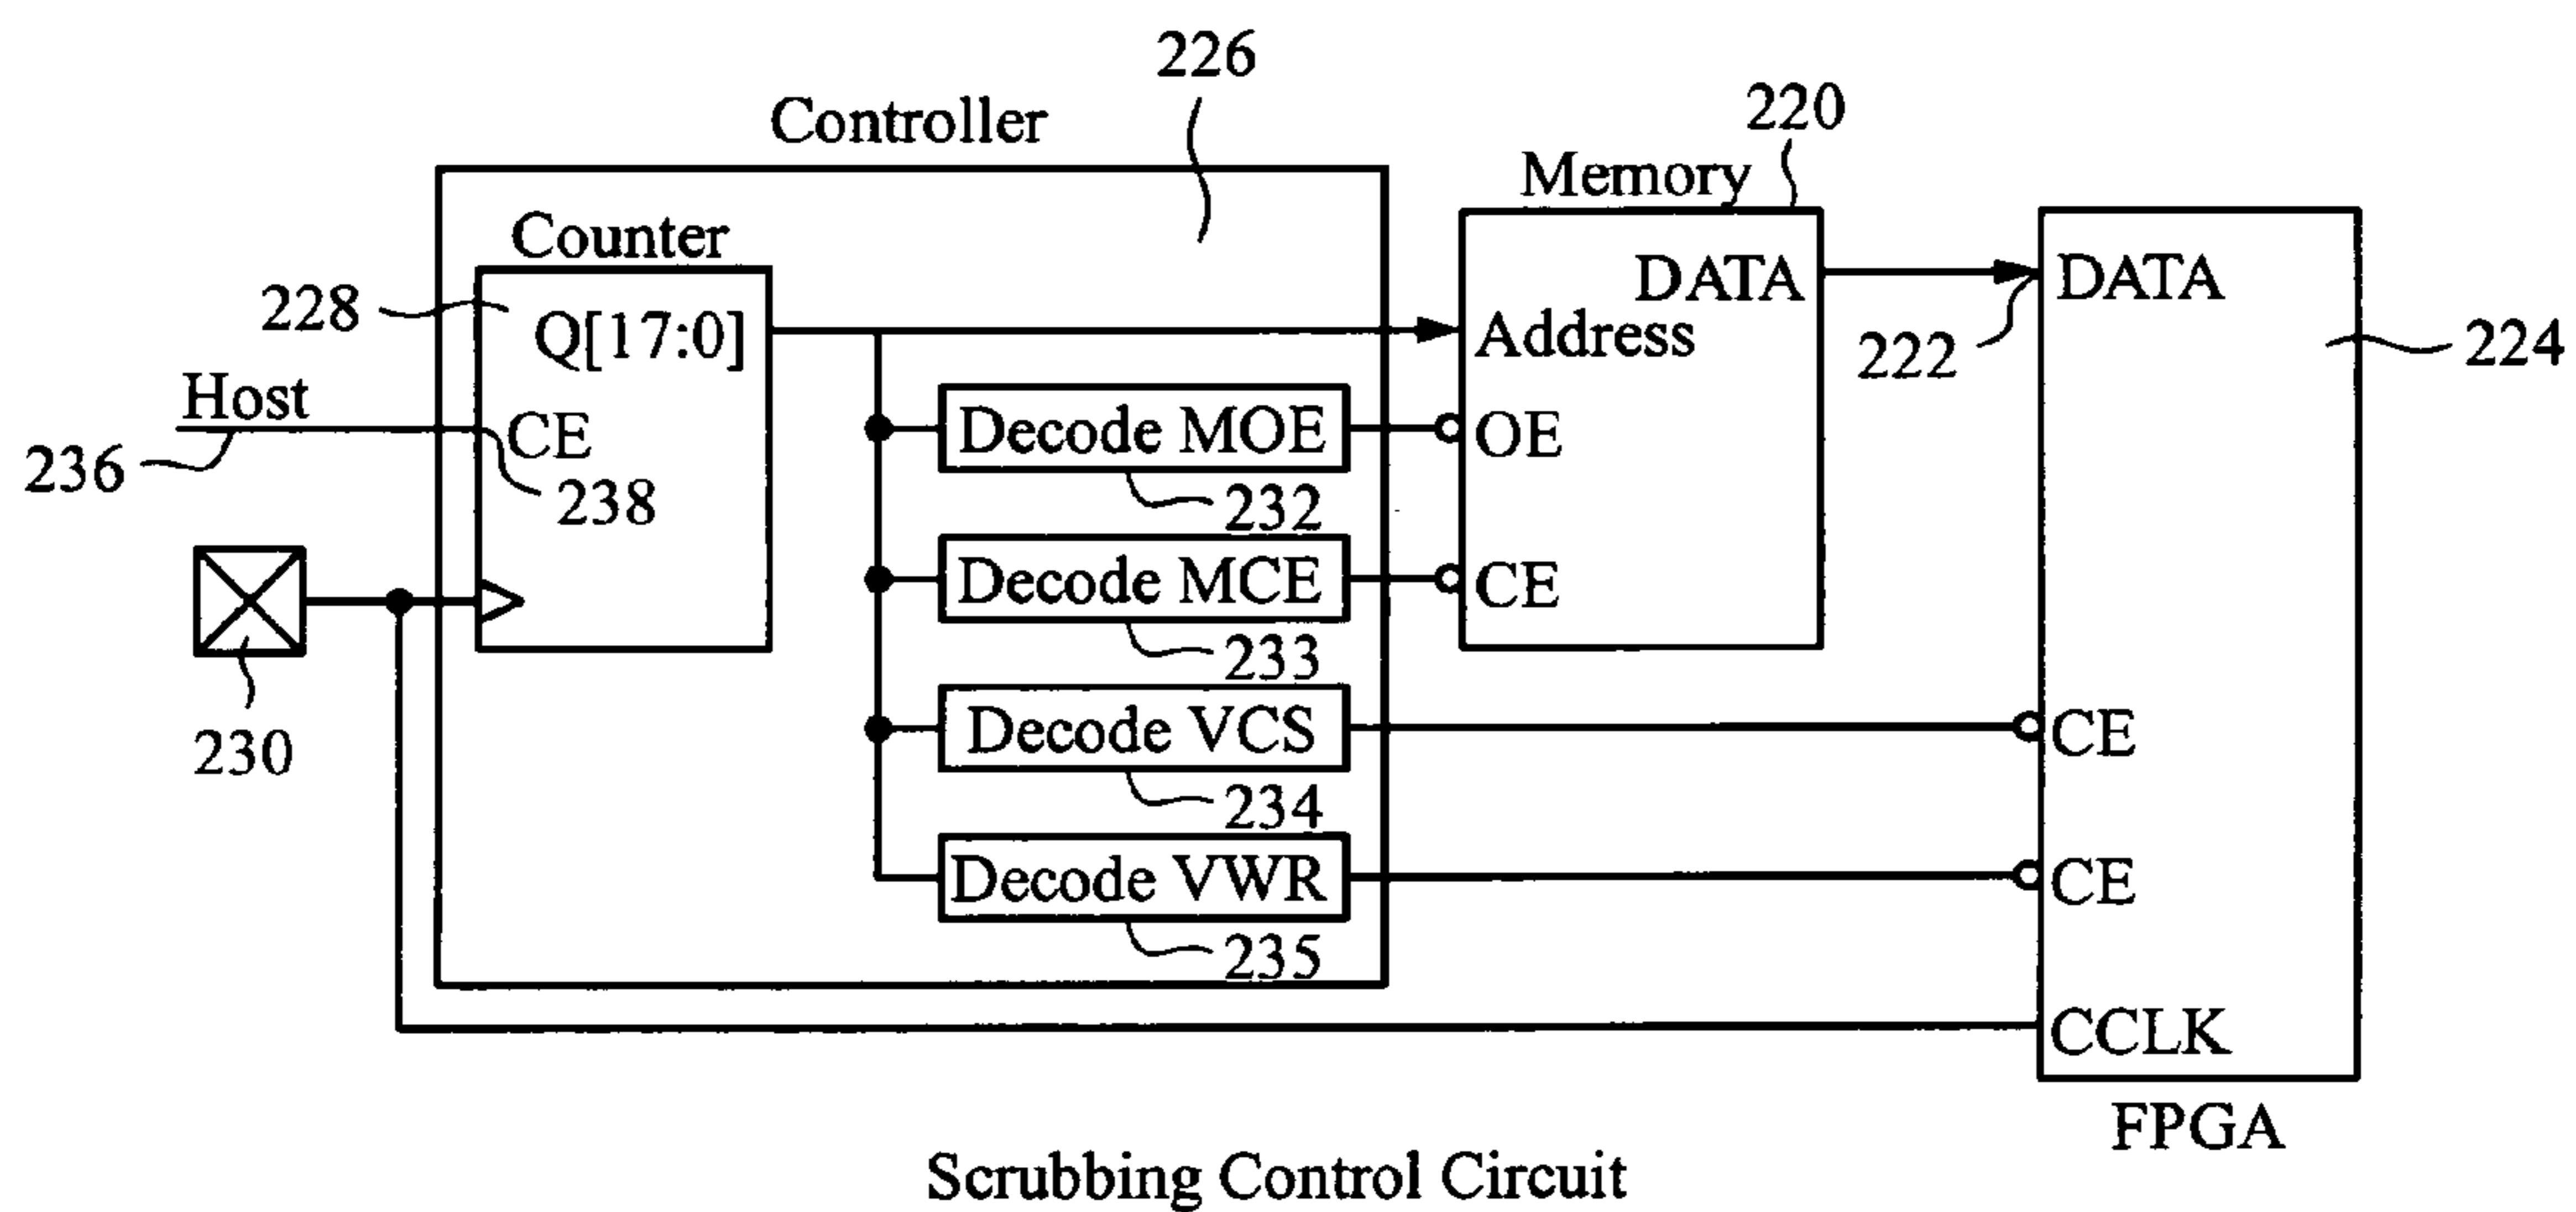 226
Controller
220
Memory
Counter
228
Q[17:0]
DATA
DATA
Address
222
224
Host
CE
236
238
Decode MOE
OE
232
Decode MCE
CE
233
230
Decode VCS
CE
234
Decode VWR
CE
235
CCLK
FPGA
Scrubbing Control Circuit